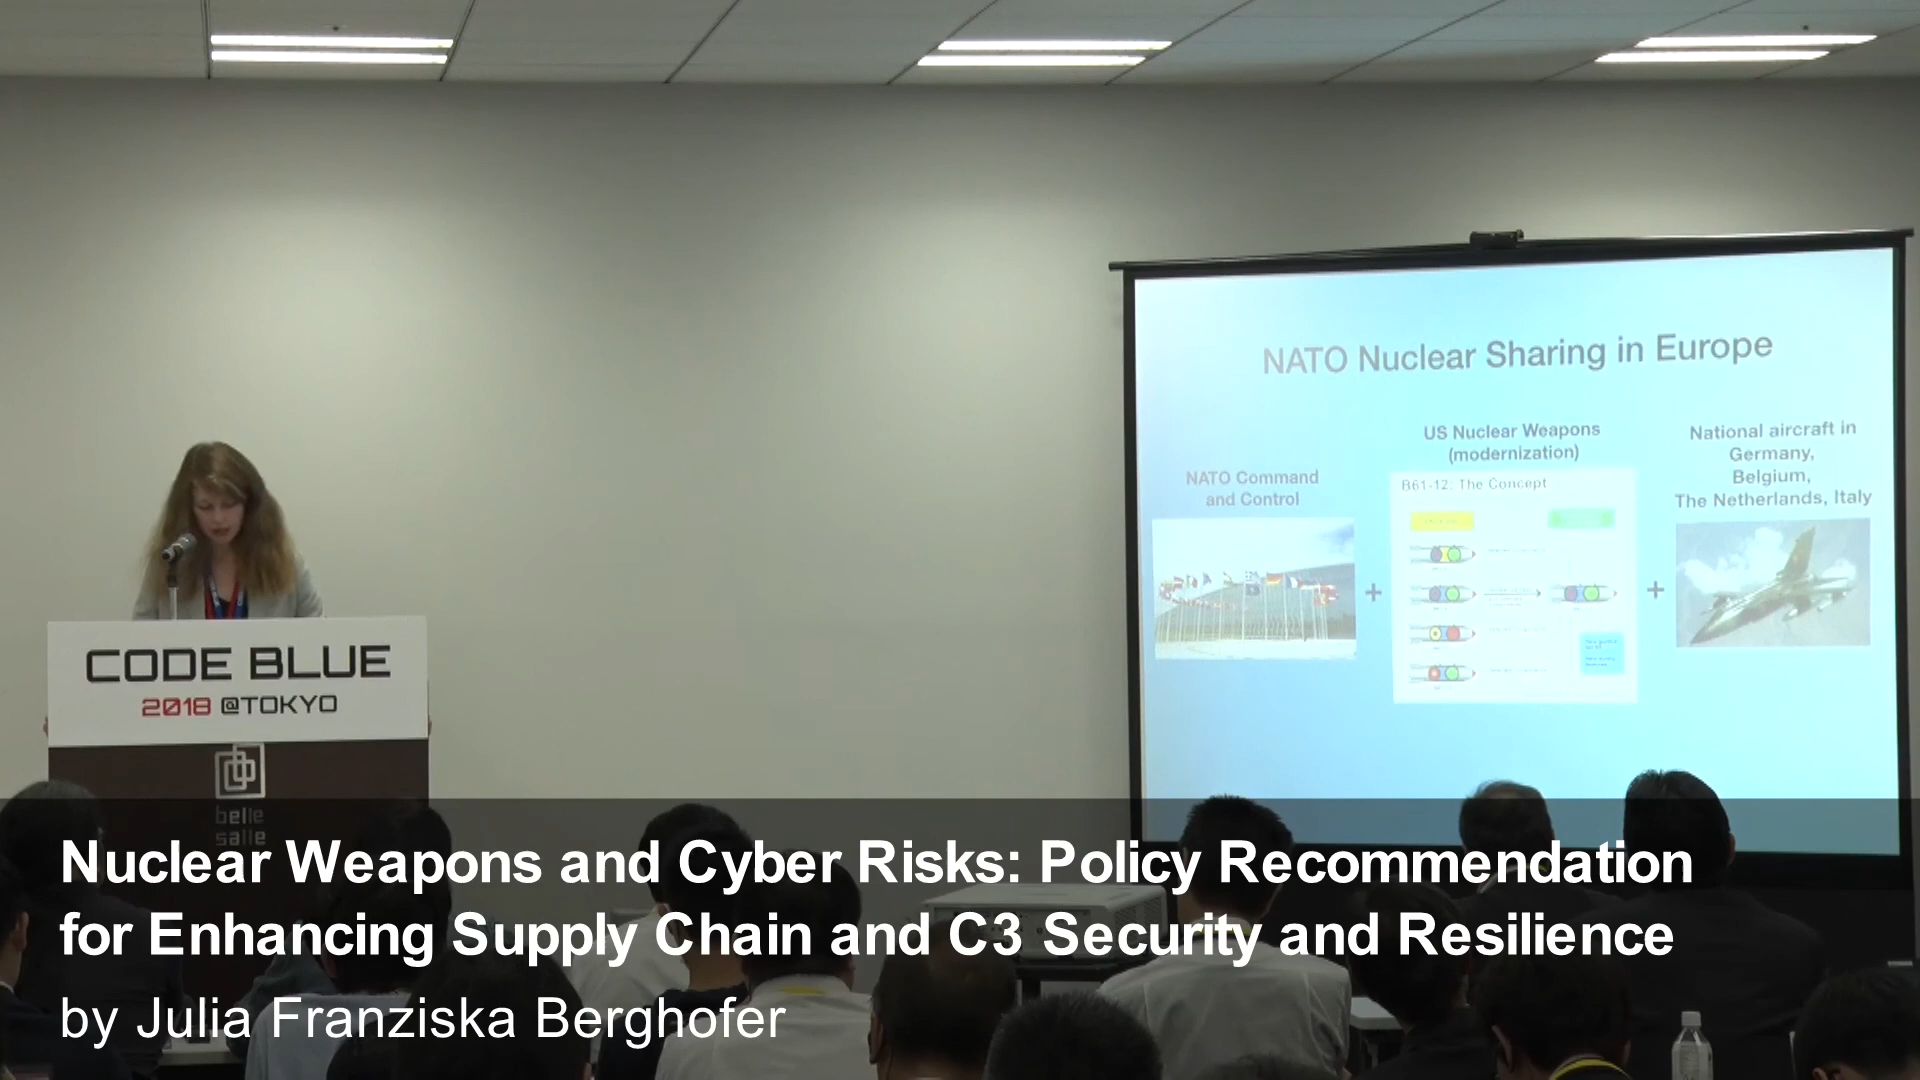 NATO Nuclear Sharing in Europe
NATO Command
and Control
US Nuclear Weapons
(modernization)
B61-12: The Concept
National aircraft in
Germany,
Belgium,
The Netherlands, Italy
+
+
CODE BLUE
2018 @TOKYO
belle
salle
Nuclear Weapons and Cyber Risks: Policy Recommendation
for Enhancing Supply Chain and C3 Security and Resilience
by Julia Franziska Berghofer